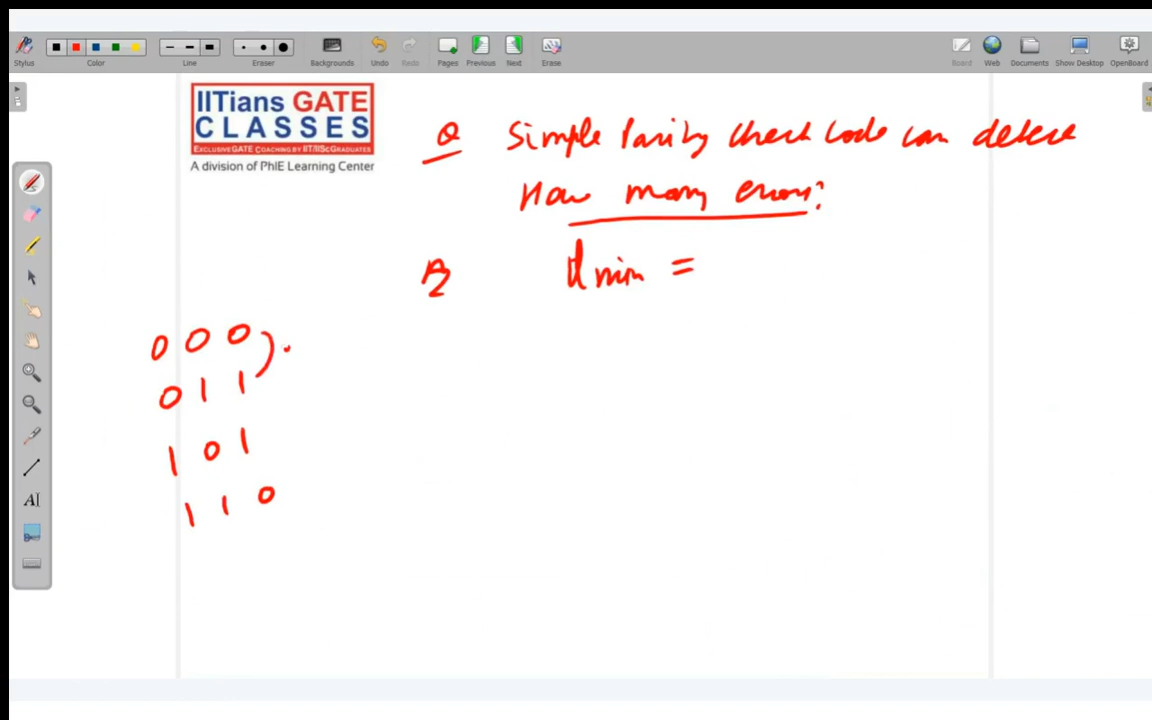 Stylus
Color
Line
Eraser
Backgrounds
Undo
Redo
Pages
Previous
Next
Erase
Board
Web
Documents
Show Desktop
OpenBoard
IITians GATE
CLASSES
EXCLUSIVE GATE COACHING BY IIT/IISC GRADUATES
A division of PhIE Learning Center
Q Simple Parity check code can detect
How many errors?
A dmin =
0 0 0
0 1 1
1 0 1
1 1 0
AI